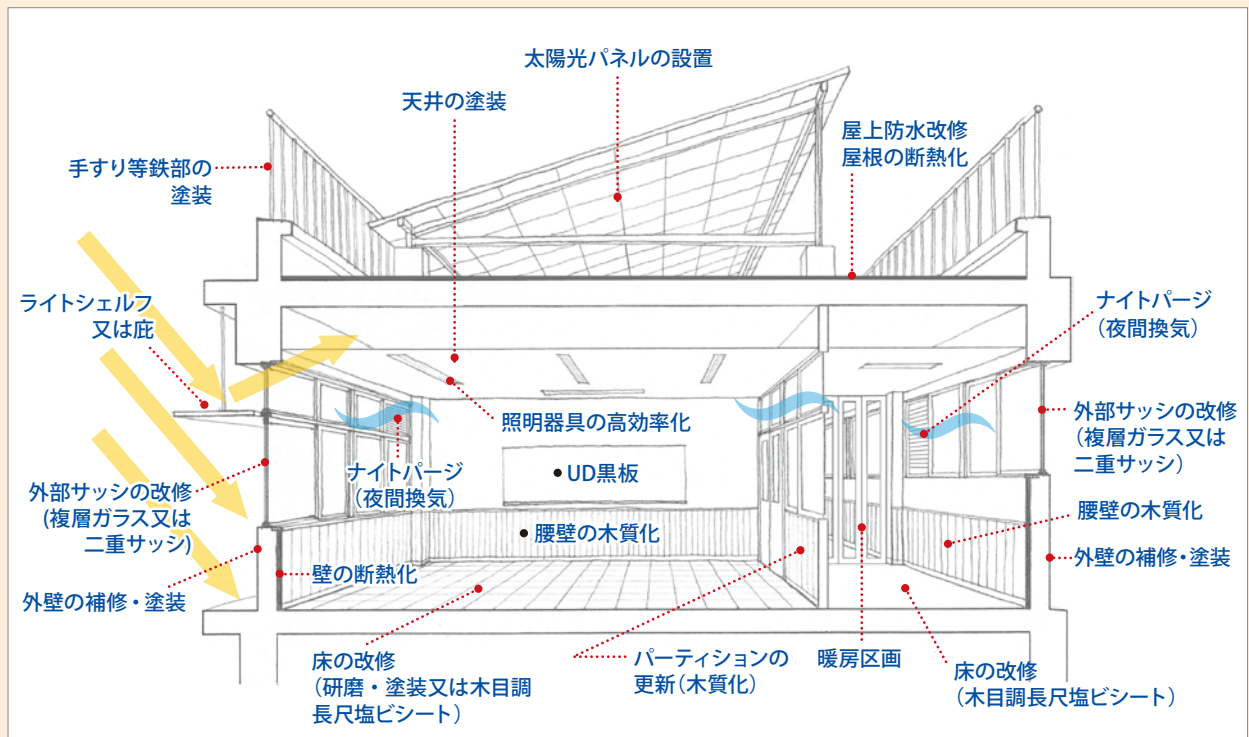 太陽光パネルの設置
天井の塗装
屋上防水改修
屋根の断熱化
手すり等鉄部の
塗装
ライトシェルフ
又は庇
ナイトパージ
（夜間換気）
照明器具の高効率化
外部サッシの改修
（複層ガラス又は
二重サッシ）
ナイトパージ
（夜間換気）
●UD黒板
外部サッシの改修
(複層ガラス又は
二重サッシ)
腰壁の木質化
●腰壁の木質化
外壁の補修・塗装
壁の断熱化
外壁の補修・塗装
床の改修
（研磨・塗装又は木目調
長尺塩ビシート）
パーティションの
更新（木質化）
暖房区画
床の改修
（木目調長尺塩ビシート）